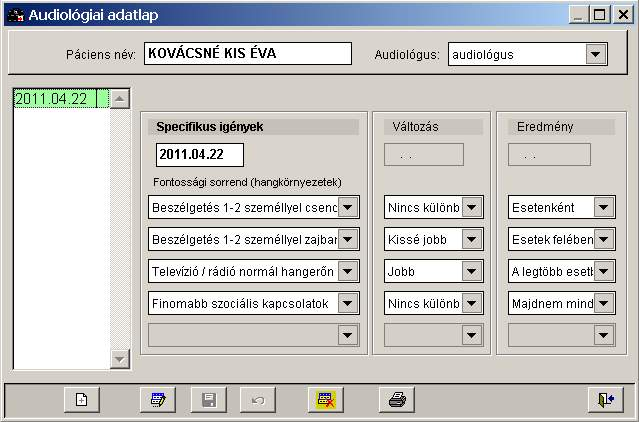 Audiológiai adatlap
Páciens név: KOVÁCSNÉ KIS ÉVA Audiológus: audiológus
2011.04.22
Specifikus igények Változás Eredmény
2011.04.22 . . . .
Fontossági sorrend (hangkörnyezetek)
Beszélgetés 1-2 személlyel csend Nincs különb Esetenként
Beszélgetés 1-2 személlyel zajbar Kissé jobb Esetek felében
Televízió / rádió normál hangerőn Jobb A legtöbb esetb
Finomabb szociális kapcsolatok Nincs különb Majdnem mind